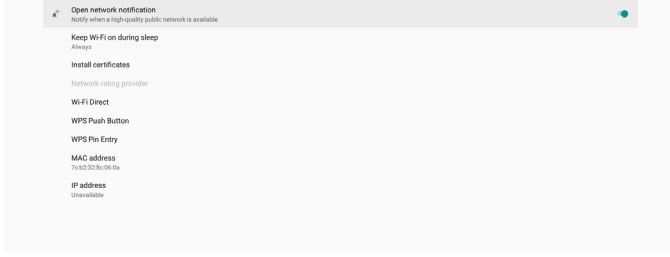 Open network notification
Notify when a high-quality public network is available
Keep Wi-Fi on during sleep
Always
Install certificates
Network rating provider
Wi-Fi Direct
WPS Push Button
WPS Pin Entry
MAC address
7c:b2:32:8c:06:0a
IP address
Unavailable